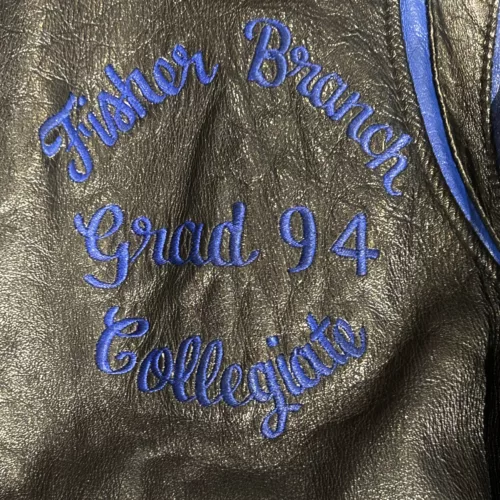 Fisher Branch
Grad 94
Collegiate